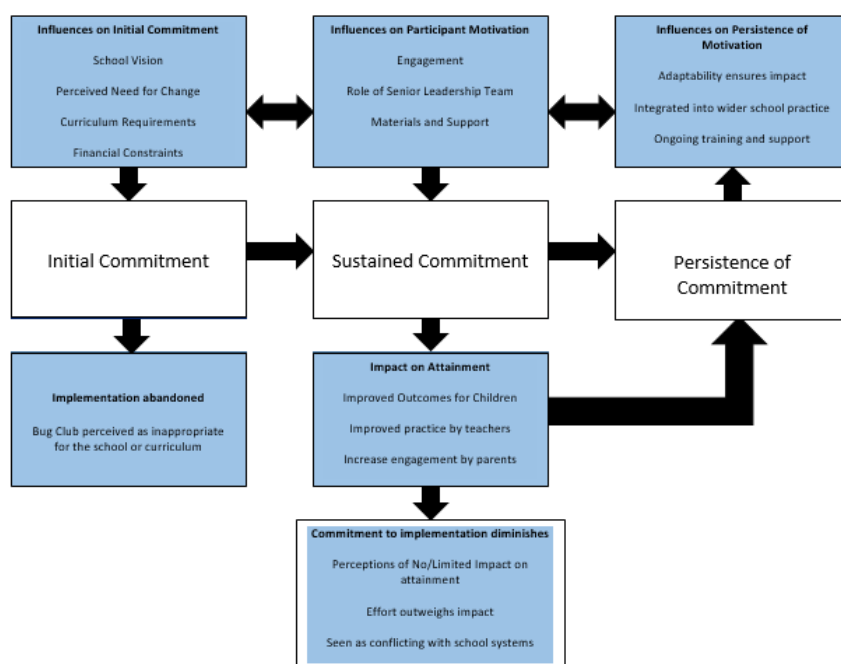 Influences on Initial Commitment
School Vision
Perceived Need for Change
Curriculum Requirements
Financial Constraints
Influences on Participant Motivation
Engagement
Role of Senior Leadership Team
Materials and Support
Influences on Persistence of
Motivation
Adaptability ensures impact
Integrated into wider school practice
Ongoing training and support
Initial Commitment
Sustained Commitment
Persistence of
Commitment
Implementation abandoned
Bug Club perceived as inappropriate
for the school or curriculum
Impact on Attainment
Improved Outcomes for Children
Improved practice by teachers
Increase engagement by parents
Commitment to implementation diminishes
Perceptions of No/Limited Impact on
attainment
Effort outweighs impact
Seen as conflicting with school systems